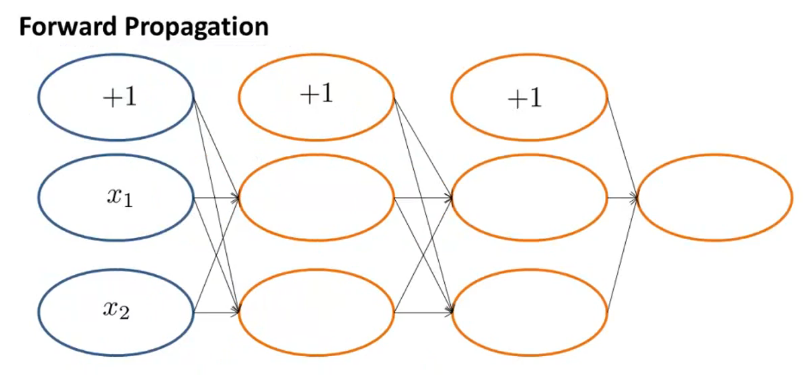 Forward Propagation
+1
+1
+1
x₁
x₂